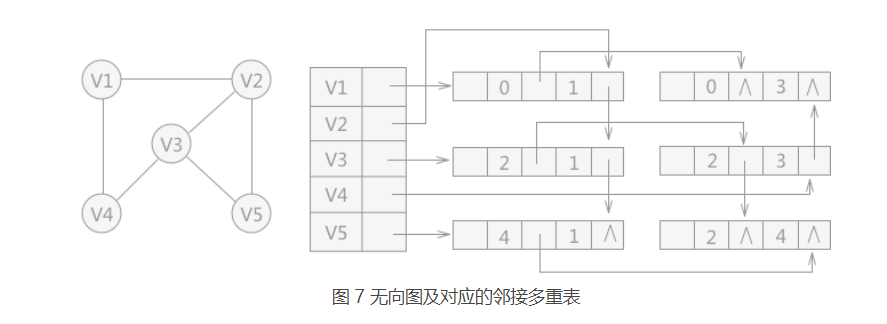 V1 V2
V3
V4 V5
V1 0 1 0 ∧ 3 ∧
V2
V3 2 1 2 3
V4
V5 4 1 ∧ 2 ∧ 4 ∧
图 7 无向图及对应的邻接多重表